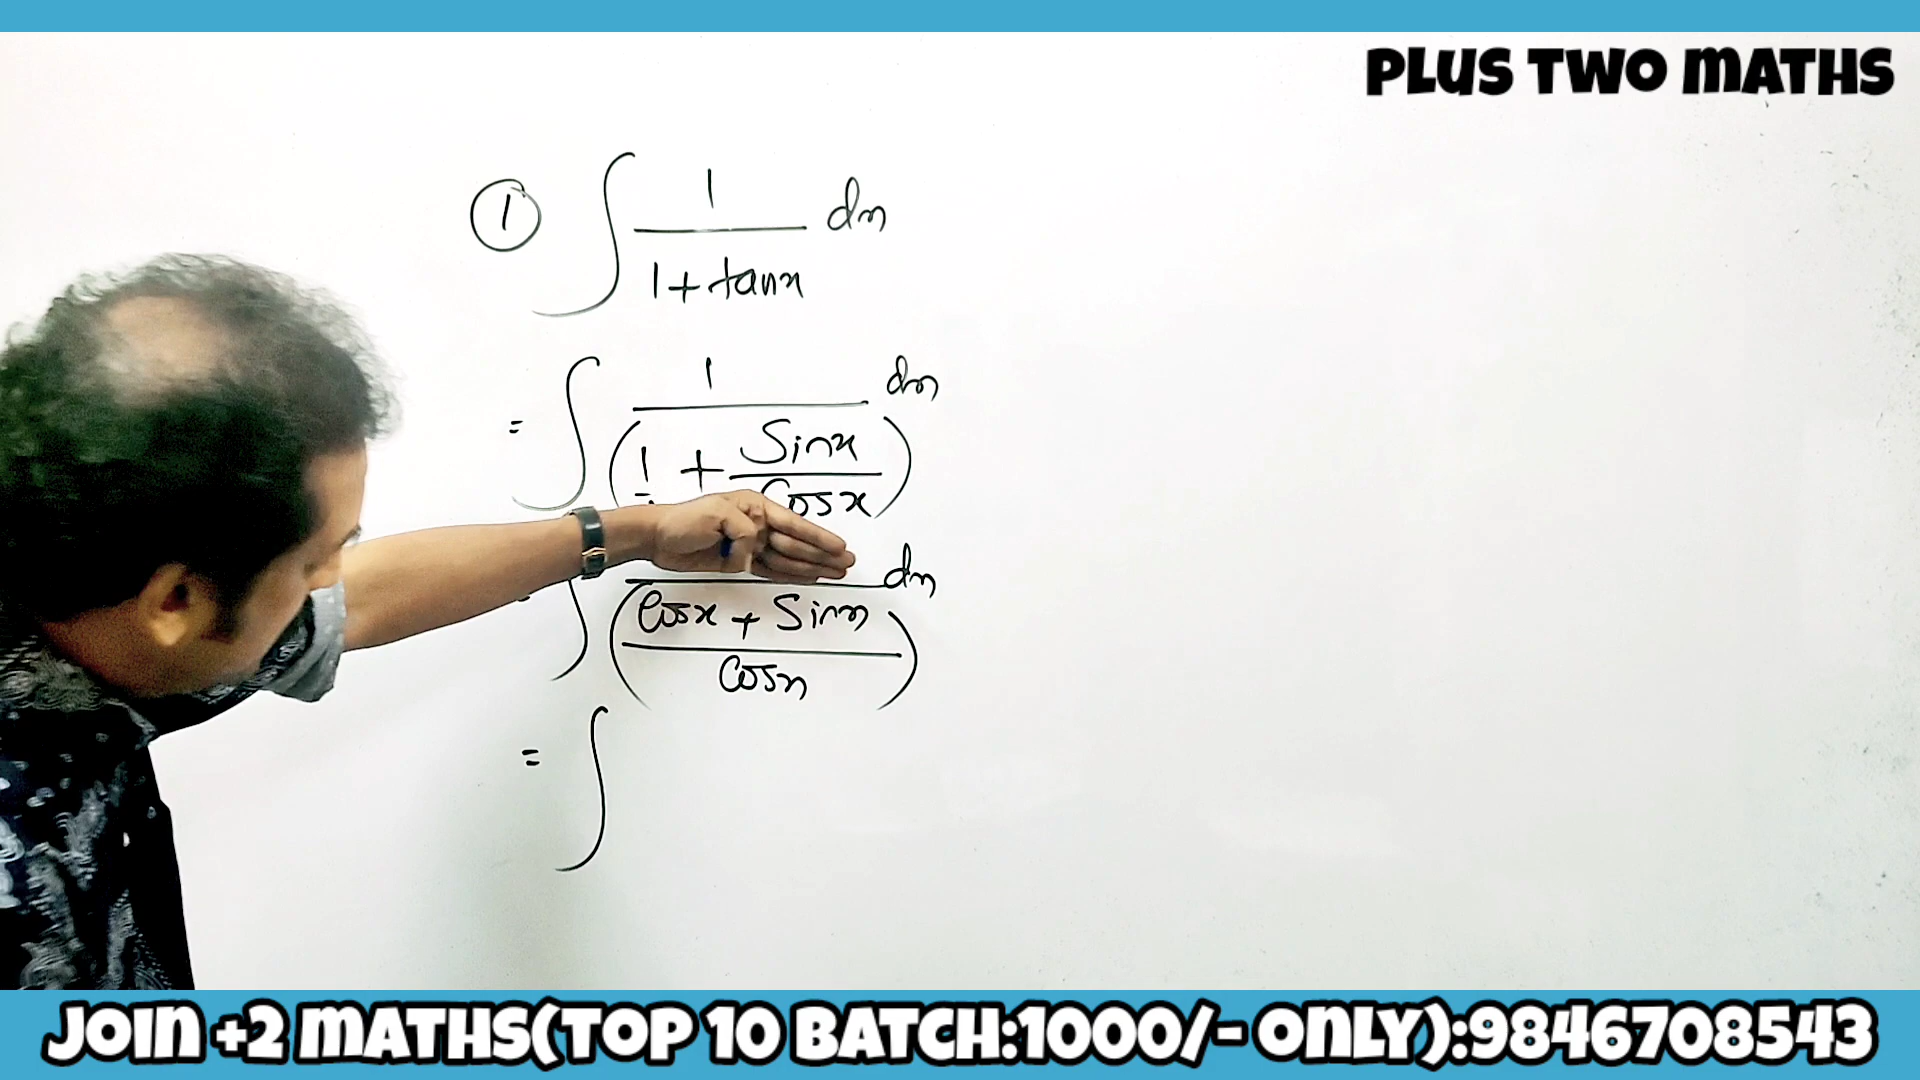 PLUS TWO MATHS
① ∫ 1 / (1 + tanx) dx
= ∫ 1 / (1/1 + Sinx/Cosx) dx
∫ / ((Cosx + Sinx) / Cosx) dx
= ∫
JOIN +2 MATHS(TOP 10 BATCH:1000/- ONLY):9846708543